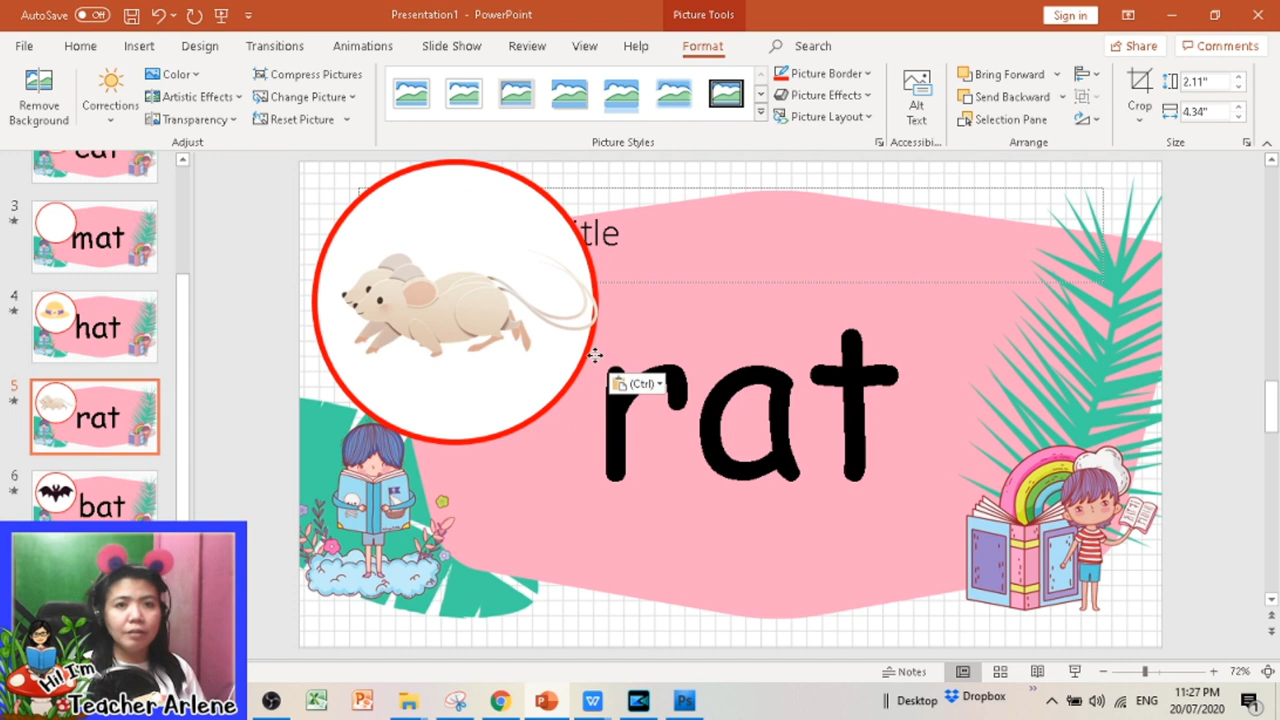 AutoSave Off
Presentation1 - PowerPoint
Picture Tools
Sign in
File Home Insert Design Transitions Animations Slide Show Review View Help Format Search
Share Comments
Remove Background
Corrections
Color
Artistic Effects
Transparency
Compress Pictures
Change Picture
Reset Picture
Adjust
Picture Border
Picture Effects
Picture Layout
Picture Styles
Alt Text
Accessibi...
Bring Forward
Send Backward
Selection Pane
Arrange
Crop
2.11"
4.34"
Size
cat
3
mat
4
hat
5
rat
6
bat
itle
rat
(Ctrl)
Hi! I'm
Teacher Arlene
Notes
72%
Desktop
Dropbox
ENG
11:27 PM
20/07/2020